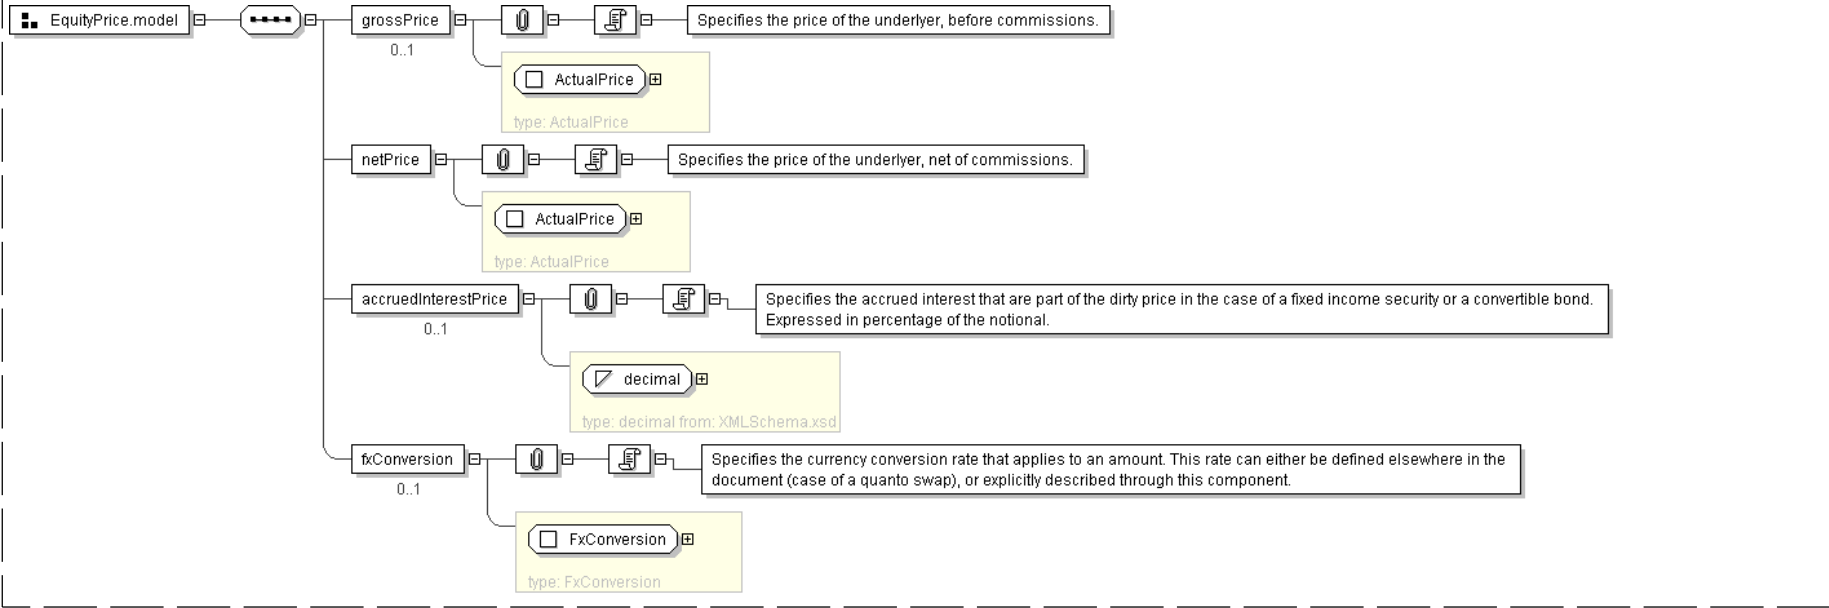 EquityPrice.model
grossPrice
Specifies the price of the underlyer, before commissions.
0..1
ActualPrice
type: ActualPrice
netPrice
Specifies the price of the underlyer, net of commissions.
ActualPrice
type: ActualPrice
accruedInterestPrice
Specifies the accrued interest that are part of the dirty price in the case of a fixed income security or a convertible bond.
Expressed in percentage of the notional.
0..1
decimal
type: decimal from: XMLSchema.xsd
fxConversion
Specifies the currency conversion rate that applies to an amount. This rate can either be defined elsewhere in the
document (case of a quanto swap), or explicitly described through this component.
0..1
FxConversion
type: FxConversion